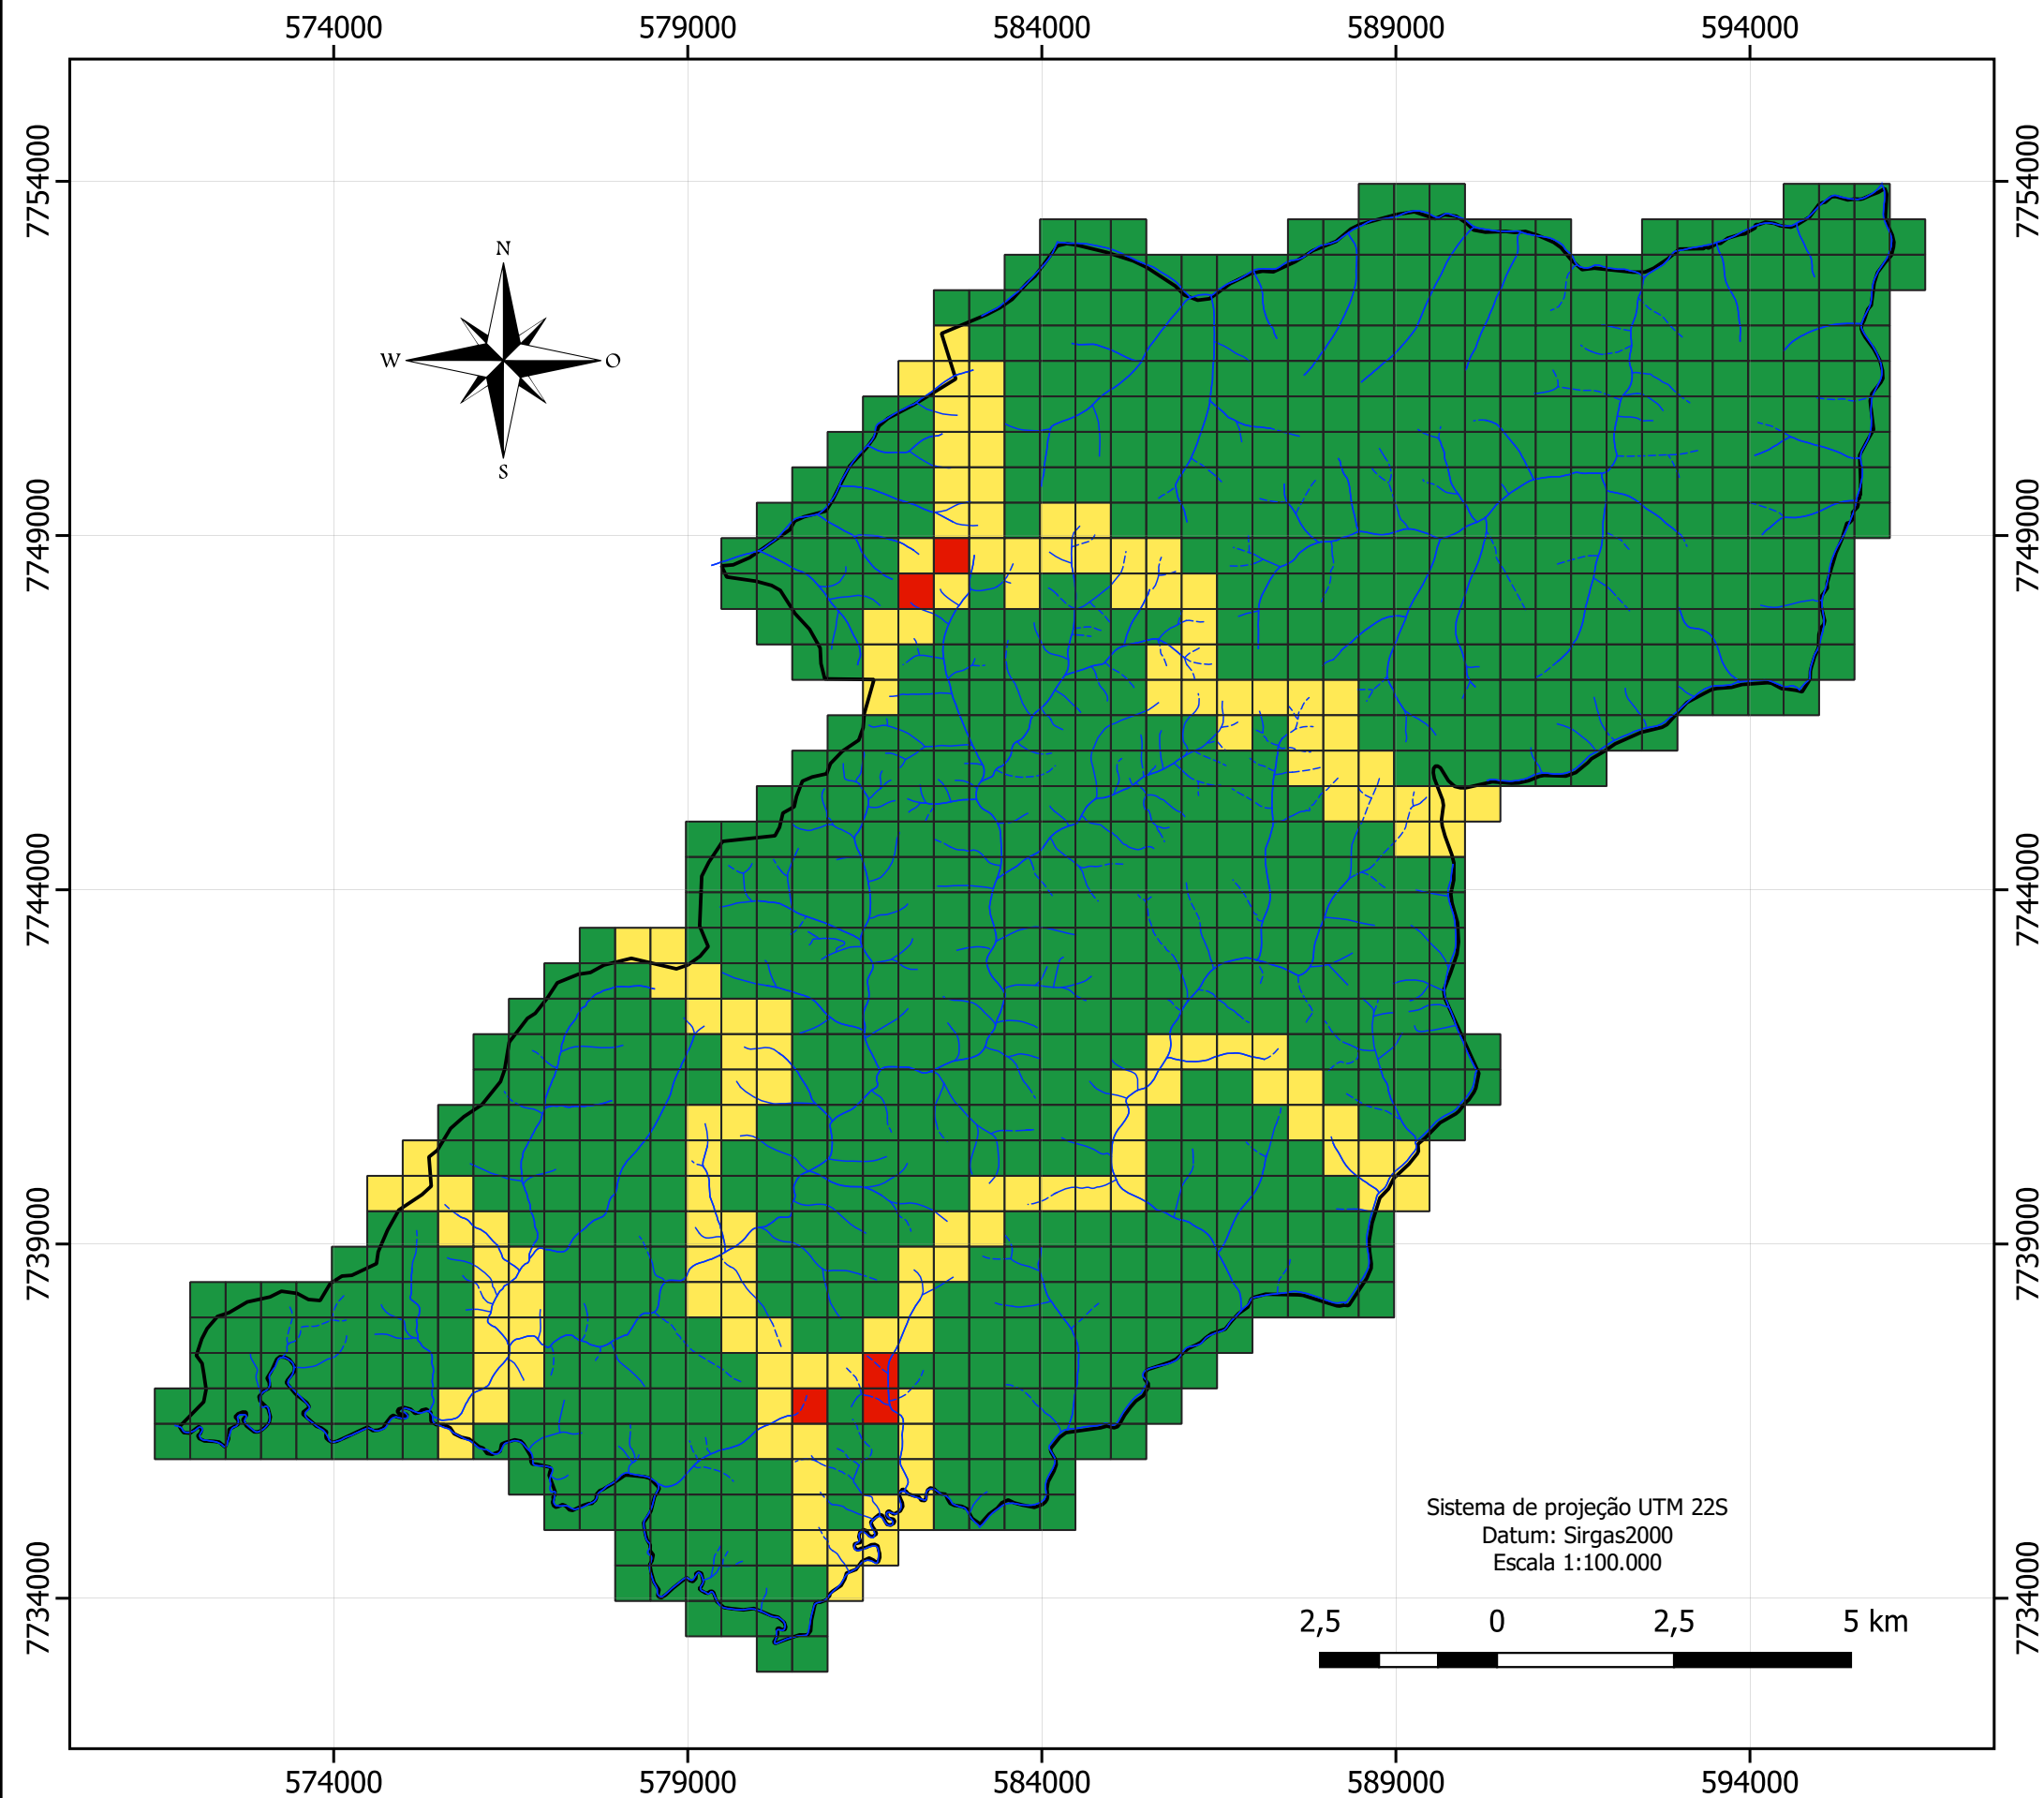 574000 579000 584000 589000 594000
7754000 7754000
N
W O
S
7749000 7749000
7744000 7744000
7739000 7739000
Sistema de projeção UTM 22S
Datum: Sirgas2000
Escala 1:100.000
7734000 7734000
2,5 0 2,5 5 km
574000 579000 584000 589000 594000